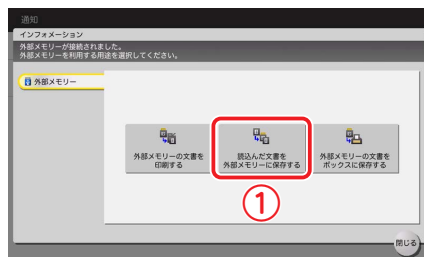 通知
インフォメーション
外部メモリーが接続されました。
外部メモリーを利用する用途を選択してください。
外部メモリー
外部メモリーの文書を
印刷する
読込んだ文書を
外部メモリーに保存する
外部メモリーの文書を
ボックスに保存する
①
閉じる